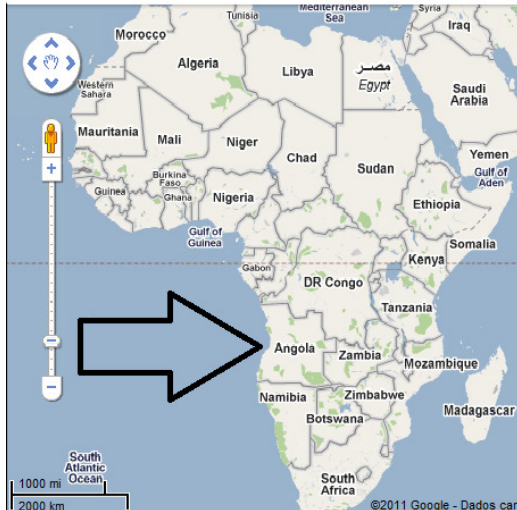 Mediterranean
Sea
Syria
Tunisia
Iraq
Morocco
Algeria
Libya
مصر
Egypt
Western
Sahara
Saudi
Arabia
Mauritania
Mali
Niger
Chad
Sudan
Yemen
Gulf of
Aden
Guinea
Burkina
Faso
Ghana
Nigeria
Ethiopia
Gulf of
Guinea
Somalia
Gabon
Kenya
DR Congo
Tanzania
Angola
Zambia
Mozambique
Namibia
Zimbabwe
Botswana
Madagascar
South
Atlantic
Ocean
South
Africa
1000 mi
2000 km
©2011 Google - Dados car